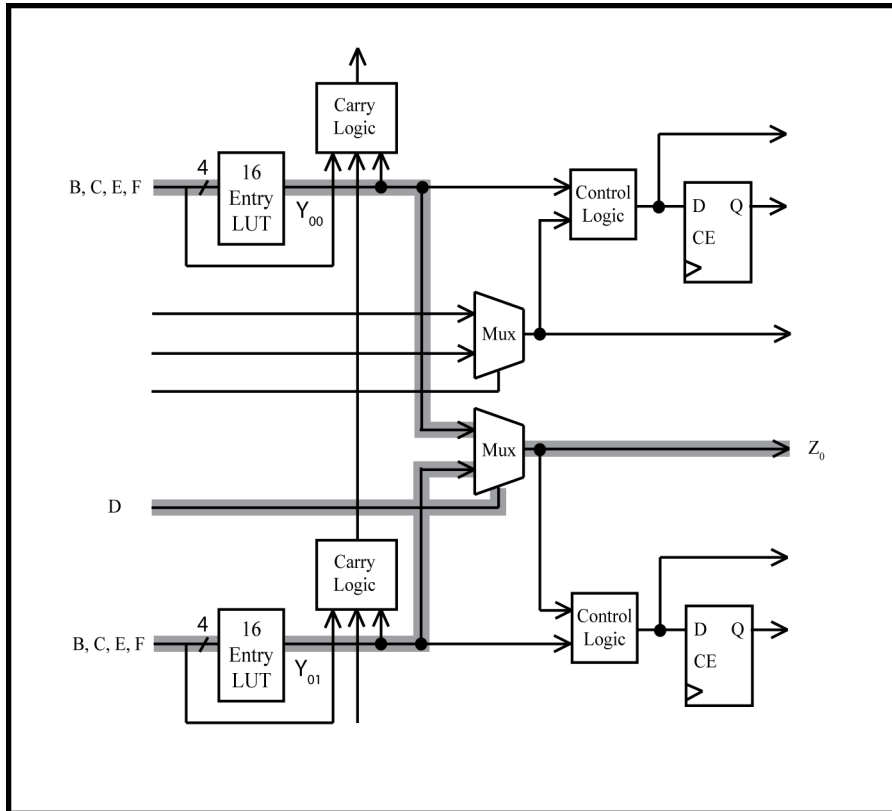 Carry
Logic
4
B, C, E, F
16
Entry
LUT
Y00
Control
Logic
D Q
CE
Mux
Mux
Z0
D
Carry
Logic
4
B, C, E, F
16
Entry
LUT
Y01
Control
Logic
D Q
CE